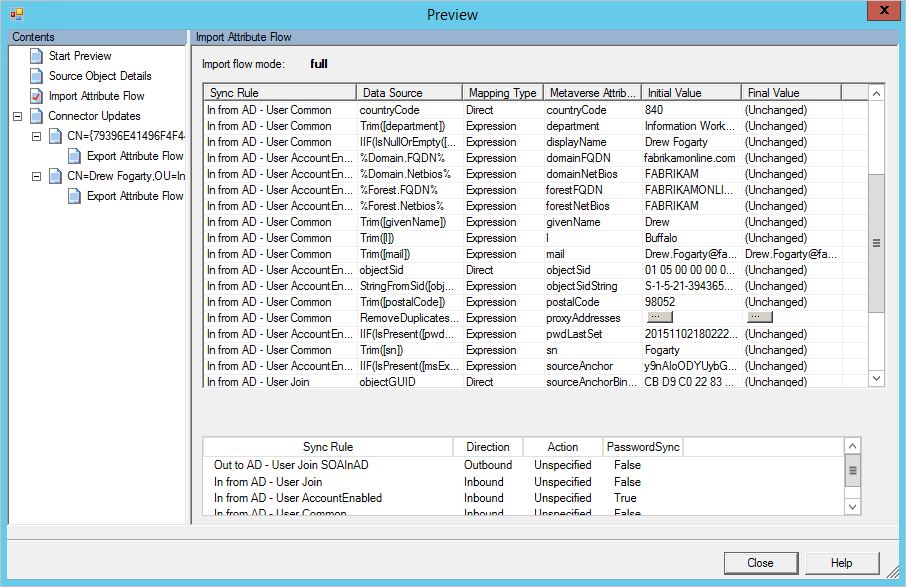 Preview
x
Contents
Start Preview
Source Object Details
Import Attribute Flow
Connector Updates
CN={79396E41496F4F4
Export Attribute Flow
CN=Drew Fogarty,OU=In
Export Attribute Flow
Import Attribute Flow
Import flow mode: full
Sync Rule Data Source Mapping Type Metaverse Attrib... Initial Value Final Value
In from AD - User Common countryCode Direct countryCode 840 (Unchanged)
In from AD - User Common Trim([department]) Expression department Information Work... (Unchanged)
In from AD - User Common IIF(IsNullOrEmpty([... Expression displayName Drew Fogarty (Unchanged)
In from AD - User AccountEn... %Domain.FQDN% Expression domainFQDN fabrikamonline.com (Unchanged)
In from AD - User AccountEn... %Domain.Netbios% Expression domainNetBios FABRIKAM (Unchanged)
In from AD - User AccountEn... %Forest.FQDN% Expression forestFQDN FABRIKAMONLI... (Unchanged)
In from AD - User AccountEn... %Forest.Netbios% Expression forestNetBios FABRIKAM (Unchanged)
In from AD - User Common Trim([givenName]) Expression givenName Drew (Unchanged)
In from AD - User Common Trim([l]) Expression l Buffalo (Unchanged)
In from AD - User Common Trim([mail]) Expression mail Drew.Fogarty@fa... Drew.Fogarty@fa...
In from AD - User AccountEn... objectSid Direct objectSid 01 05 00 00 00 0... (Unchanged)
In from AD - User AccountEn... StringFromSid([obj... Expression objectSidString S-1-5-21-394365... (Unchanged)
In from AD - User Common Trim([postalCode]) Expression postalCode 98052 (Unchanged)
In from AD - User Common RemoveDuplicates... Expression proxyAddresses ... ...
In from AD - User AccountEn... IIF(IsPresent([pwd... Expression pwdLastSet 20151102180222... (Unchanged)
In from AD - User Common Trim([sn]) Expression sn Fogarty (Unchanged)
In from AD - User AccountEn... IIF(IsPresent([msEx... Expression sourceAnchor y9nAIoODYUybG... (Unchanged)
In from AD - User Join objectGUID Direct sourceAnchorBin... CB D9 C0 22 83 ... (Unchanged)
Sync Rule Direction Action PasswordSync
Out to AD - User Join SOAInAD Outbound Unspecified False
In from AD - User Join Inbound Unspecified False
In from AD - User AccountEnabled Inbound Unspecified True
In from AD - User Common Inbound Unspecified False
Close Help